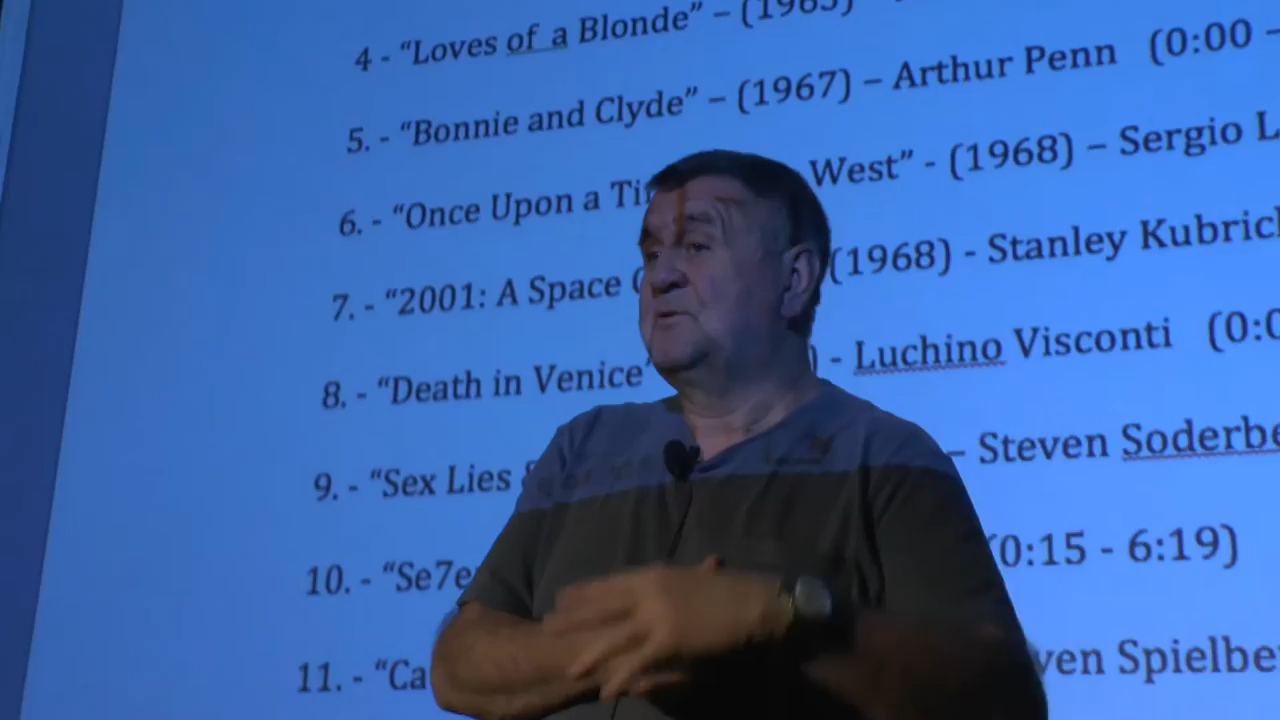 4 - “Loves of a Blonde” – (1965)
5. - “Bonnie and Clyde” – (1967) – Arthur Penn (0:00 –
6. - “Once Upon a Ti West” - (1968) – Sergio L
7. - “2001: A Space (1968) - Stanley Kubrick
8. - “Death in Venice ) - Luchino Visconti (0:0
9. - “Sex Lies – Steven Soderbe
10. - “Se7e (0:15 - 6:19)
11. - “Ca ven Spielbe